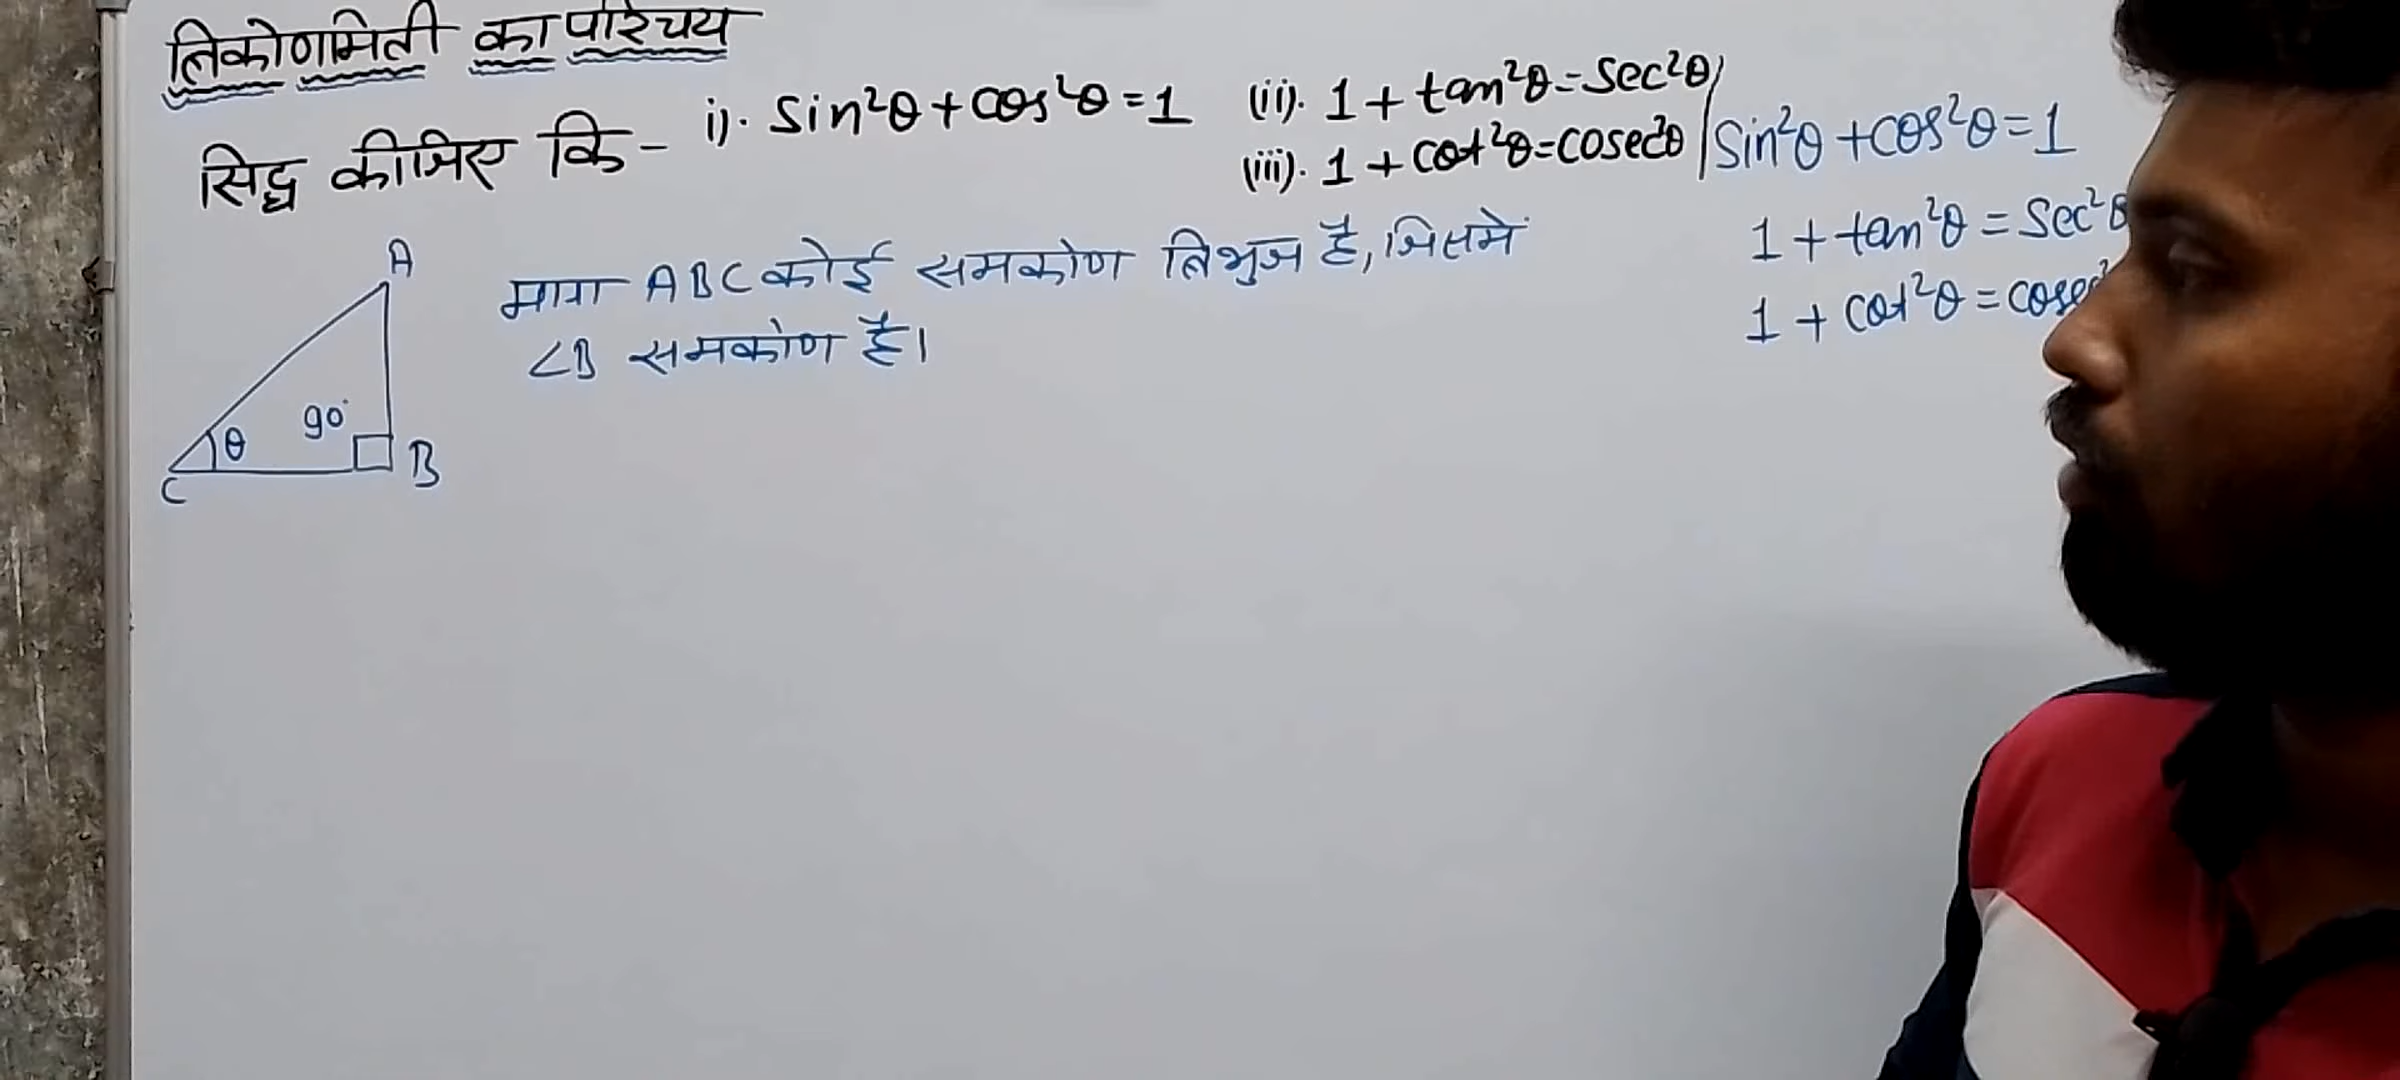 त्रिकोणमिती का परिचय
सिद्ध कीजिए कि - i). sin²θ + cos²θ = 1 (ii). 1 + tan²θ = sec²θ
(iii). 1 + cot²θ = cosec²θ
sin²θ + cos²θ = 1
1 + tan²θ = sec²θ
1 + cot²θ = cosec²
A
माना ABC कोई समकोण त्रिभुज है, जिसमे
∠B समकोण है।
90°
θ
B
C